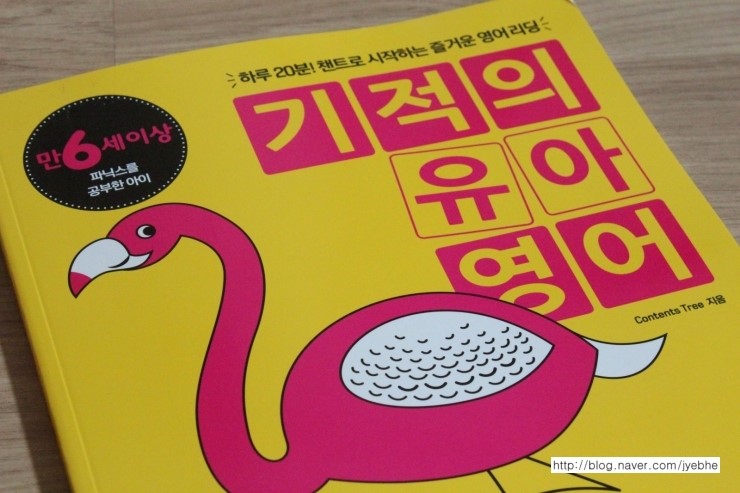 하루 20분! 챈트로 시작하는 즐거운 영어 리딩
기적의
유아
영어
만 6세 이상
파닉스를
공부한 아이
Contents Tree 지음
http://blog.naver.com/jyebhe